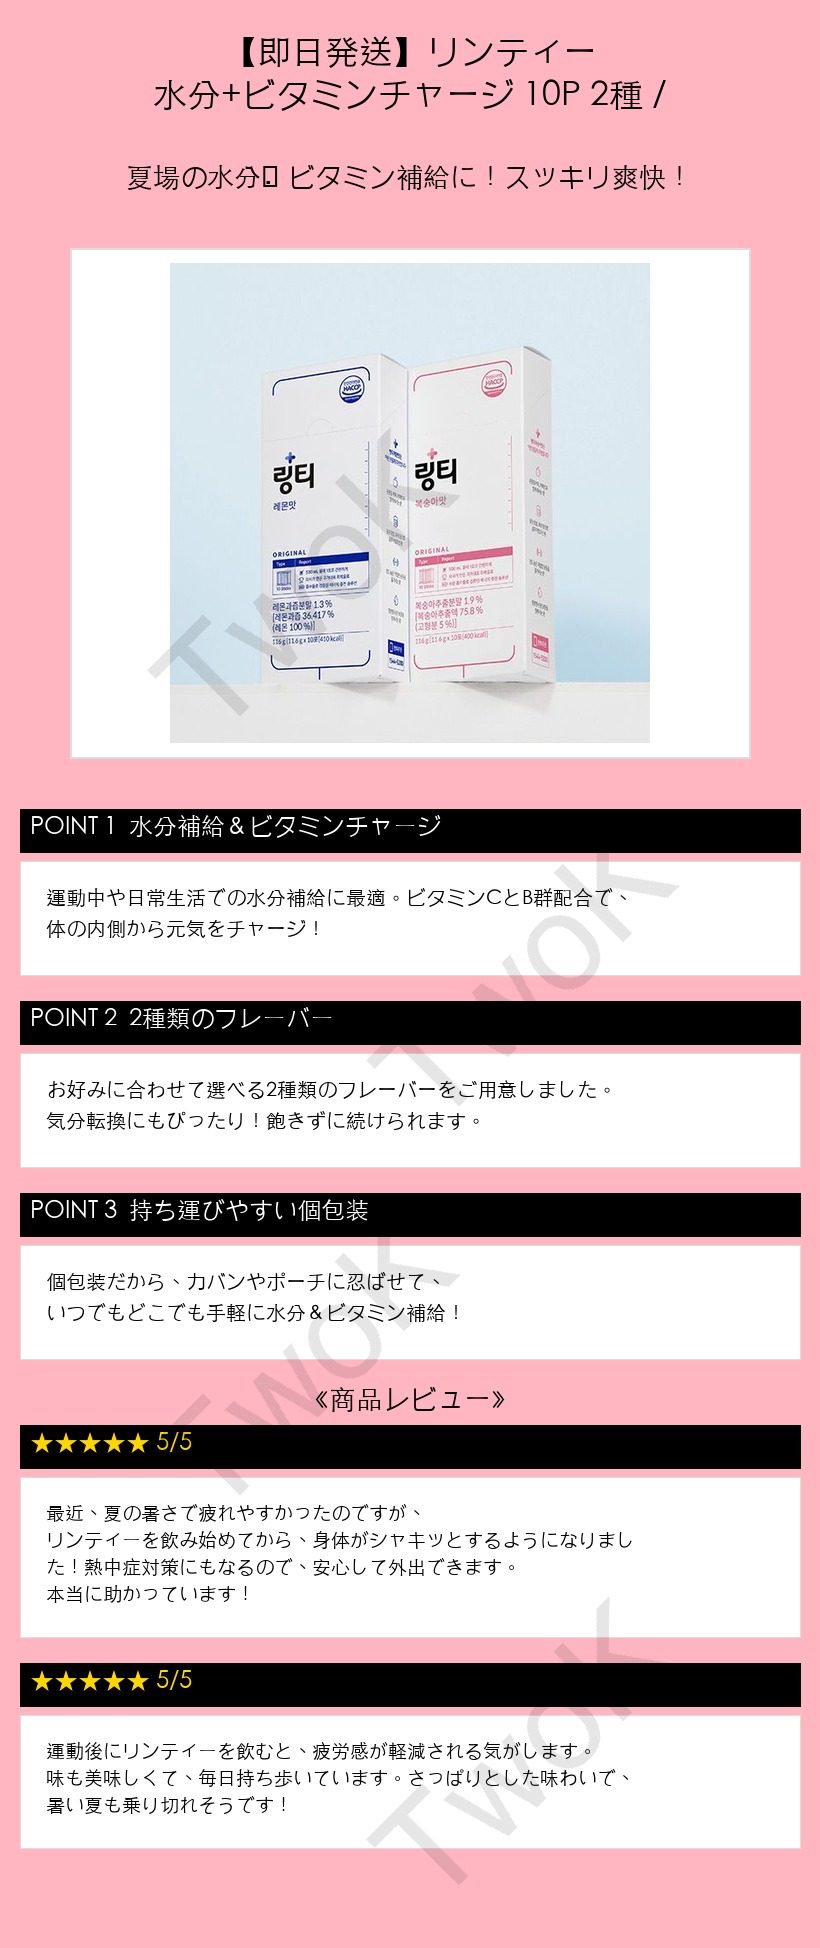 【即日発送】リンティー
水分+ビタミンチャージ 10P 2種 /
夏場の水分 ビタミン補給に！スッキリ爽快！
HACCP
링티
레몬맛
ORIGINAL
Type Report
레몬과즙분말 1.3 %
[레몬과즙 36.417 %
(레몬 100 %)]
116 g [11.6 g x 10포(410 kcal)]
HACCP
링티
복숭아맛
ORIGINAL
Type Report
복숭아추출분말 1.9 %
[복숭아추출액 75.8 %
(고형분 5 %)]
116 g [11.6 g x 10포(400 kcal)]
POINT 1 水分補給＆ビタミンチャージ
運動中や日常生活での水分補給に最適。ビタミンCとB群配合で、
体の内側から元気をチャージ！
POINT 2 2種類のフレーバー
お好みに合わせて選べる2種類のフレーバーをご用意しました。
気分転換にもぴったり！飽きずに続けられます。
POINT 3 持ち運びやすい個包装
個包装だから、カバンやポーチに忍ばせて、
いつでもどこでも手軽に水分＆ビタミン補給！
《商品レビュー》
★★★★★ 5/5
最近、夏の暑さで疲れやすかったのですが、
リンティーを飲み始めてから、身体がシャキッとするようになりまし
た！熱中症対策にもなるので、安心して外出できます。
本当に助かっています！
★★★★★ 5/5
運動後にリンティーを飲むと、疲労感が軽減される気がします。
味も美味しくて、毎日持ち歩いています。さっぱりとした味わいで、
暑い夏も乗り切れそうです！
TwoK
TwoK
TwoK
TwoK